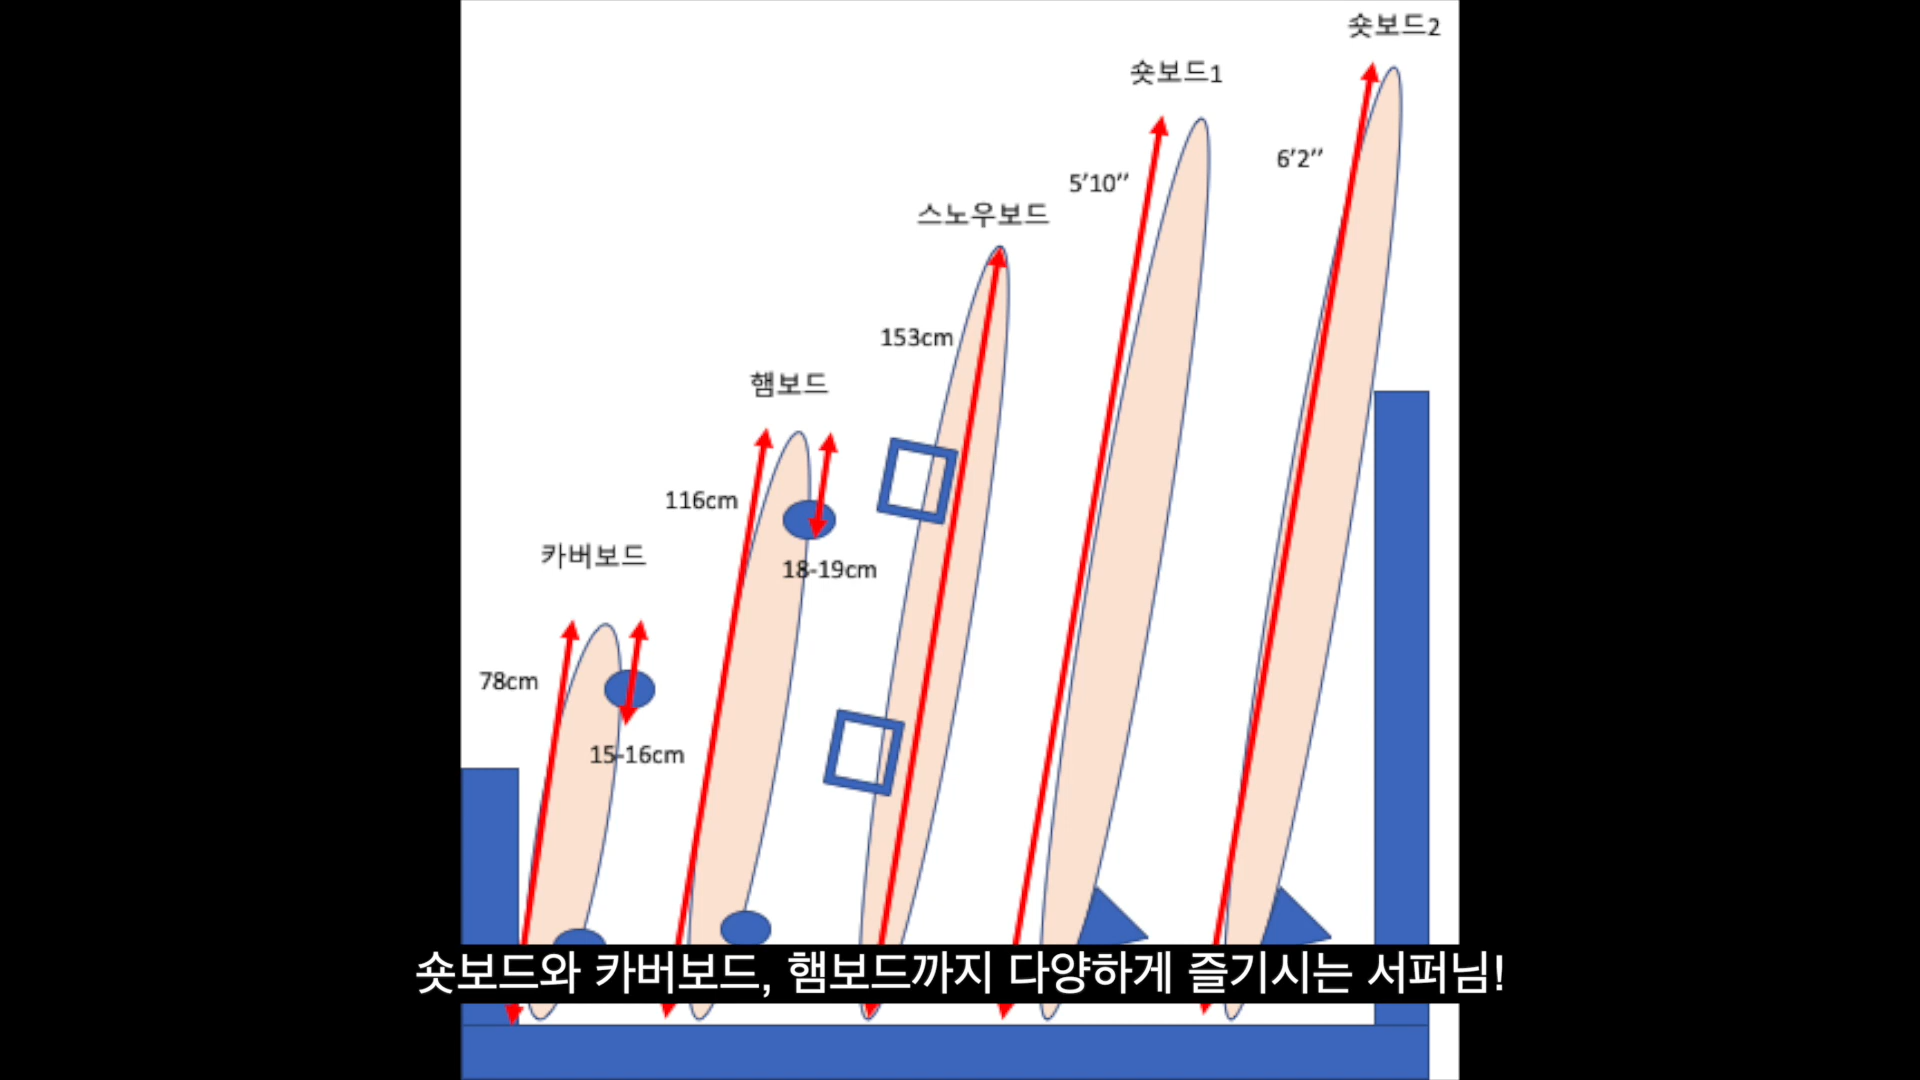 숏보드2
숏보드1
6'2''
5'10''
스노우보드
153cm
햄보드
116cm
18-19cm
카버보드
78cm
15-16cm
숏보드와 카버보드, 햄보드까지 다양하게 즐기시는 서퍼님!